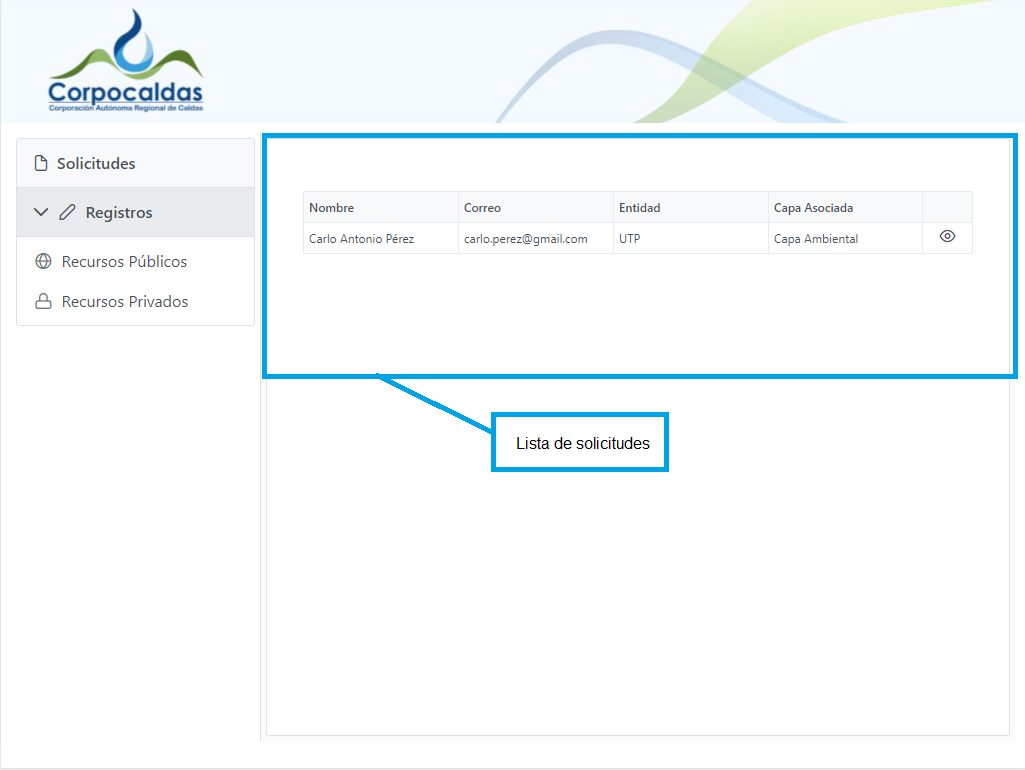 Corpocaldas
Corporación Autónoma Regional de Caldas
Solicitudes
Registros
Recursos Públicos
Recursos Privados
Nombre Correo Entidad Capa Asociada
Carlo Antonio Pérez carlo.perez@gmail.com UTP Capa Ambiental
Lista de solicitudes